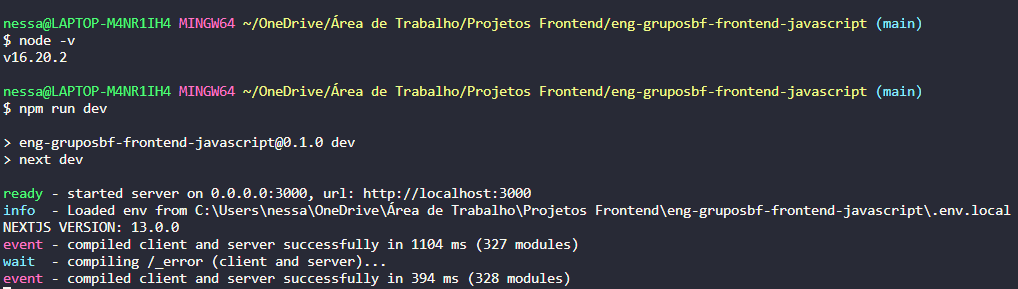 nessa@LAPTOP-M4NR1IH4 MINGW64 ~/OneDrive/Área de Trabalho/Projetos Frontend/eng-gruposbf-frontend-javascript (main)
$ node -v
v16.20.2
nessa@LAPTOP-M4NR1IH4 MINGW64 ~/OneDrive/Área de Trabalho/Projetos Frontend/eng-gruposbf-frontend-javascript (main)
$ npm run dev
> eng-gruposbf-frontend-javascript@0.1.0 dev
> next dev
ready - started server on 0.0.0.0:3000, url: http://localhost:3000
info  - Loaded env from C:\Users\nessa\OneDrive\Área de Trabalho\Projetos Frontend\eng-gruposbf-frontend-javascript\.env.local
NEXTJS VERSION: 13.0.0
event - compiled client and server successfully in 1104 ms (327 modules)
wait  - compiling /_error (client and server)...
event - compiled client and server successfully in 394 ms (328 modules)